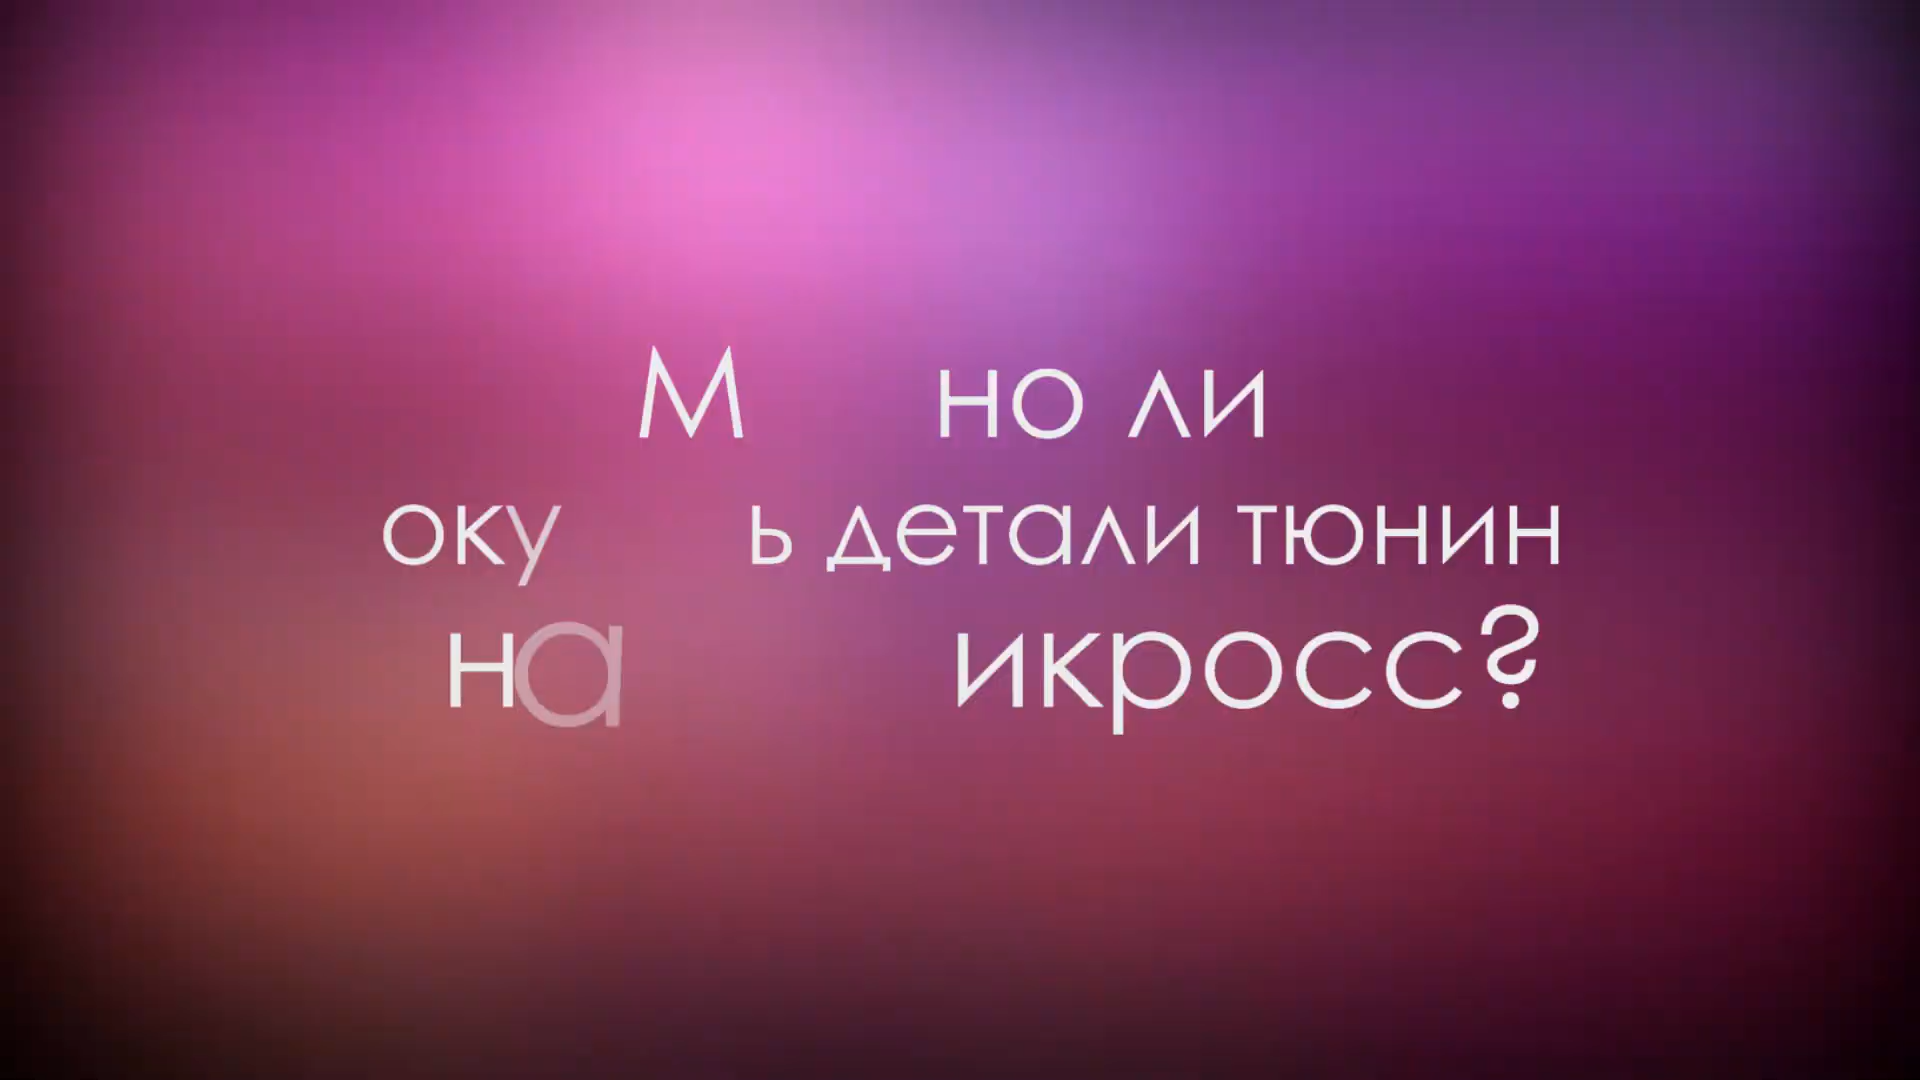 М но ли
оку ь детали тюнин
на икросс?